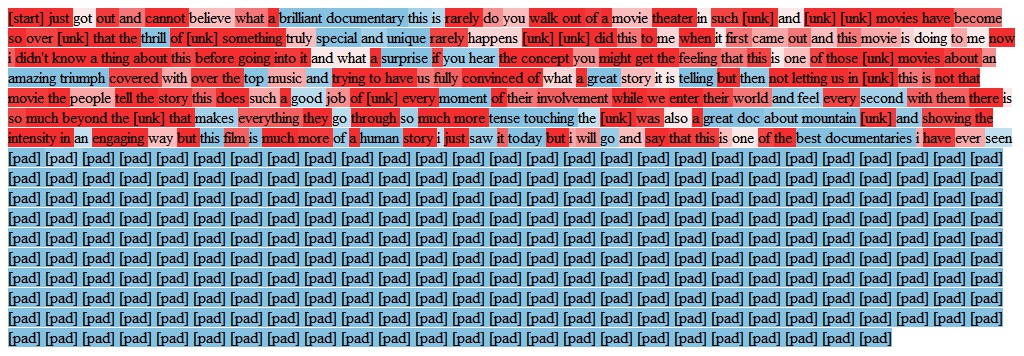 [start] just got out and cannot believe what a brilliant documentary this is rarely do you walk out of a movie theater in such [unk] and [unk] [unk] movies have become
so over [unk] that the thrill of [unk] something truly special and unique rarely happens [unk] [unk] did this to me when it first came out and this movie is doing to me now
i didn't know a thing about this before going into it and what a surprise if you hear the concept you might get the feeling that this is one of those [unk] movies about an
amazing triumph covered with over the top music and trying to have us fully convinced of what a great story it is telling but then not letting us in [unk] this is not that
movie the people tell the story this does such a good job of [unk] every moment of their involvement while we enter their world and feel every second with them there is
so much beyond the [unk] that makes everything they go through so much more tense touching the [unk] was also a great doc about mountain [unk] and showing the
intensity in an engaging way but this film is much more of a human story i just saw it today but i will go and say that this is one of the best documentaries i have ever seen
[pad] [pad] [pad] [pad] [pad] [pad] [pad] [pad] [pad] [pad] [pad] [pad] [pad] [pad] [pad] [pad] [pad] [pad] [pad] [pad] [pad] [pad] [pad] [pad] [pad] [pad] [pad]
[pad] [pad] [pad] [pad] [pad] [pad] [pad] [pad] [pad] [pad] [pad] [pad] [pad] [pad] [pad] [pad] [pad] [pad] [pad] [pad] [pad] [pad] [pad] [pad] [pad] [pad] [pad]
[pad] [pad] [pad] [pad] [pad] [pad] [pad] [pad] [pad] [pad] [pad] [pad] [pad] [pad] [pad] [pad] [pad] [pad] [pad] [pad] [pad] [pad] [pad] [pad] [pad] [pad] [pad]
[pad] [pad] [pad] [pad] [pad] [pad] [pad] [pad] [pad] [pad] [pad] [pad] [pad] [pad] [pad] [pad] [pad] [pad] [pad] [pad] [pad] [pad] [pad] [pad] [pad] [pad] [pad]
[pad] [pad] [pad] [pad] [pad] [pad] [pad] [pad] [pad] [pad] [pad] [pad] [pad] [pad] [pad] [pad] [pad] [pad] [pad] [pad] [pad] [pad] [pad] [pad] [pad] [pad] [pad]
[pad] [pad] [pad] [pad] [pad] [pad] [pad] [pad] [pad] [pad] [pad] [pad] [pad] [pad] [pad] [pad] [pad] [pad] [pad] [pad] [pad] [pad] [pad] [pad] [pad] [pad] [pad]
[pad] [pad] [pad] [pad] [pad] [pad] [pad] [pad] [pad] [pad] [pad] [pad] [pad] [pad] [pad] [pad] [pad] [pad] [pad] [pad] [pad] [pad] [pad] [pad] [pad] [pad] [pad]
[pad] [pad] [pad] [pad] [pad] [pad] [pad] [pad] [pad] [pad] [pad] [pad] [pad] [pad] [pad] [pad] [pad] [pad] [pad] [pad] [pad] [pad] [pad] [pad] [pad] [pad] [pad]
[pad] [pad] [pad] [pad] [pad] [pad] [pad] [pad] [pad] [pad] [pad] [pad] [pad] [pad] [pad] [pad] [pad] [pad] [pad] [pad] [pad] [pad] [pad] [pad] [pad] [pad] [pad]
[pad] [pad] [pad] [pad] [pad] [pad] [pad] [pad] [pad] [pad] [pad] [pad] [pad] [pad] [pad] [pad] [pad] [pad] [pad] [pad] [pad] [pad] [pad] [pad]